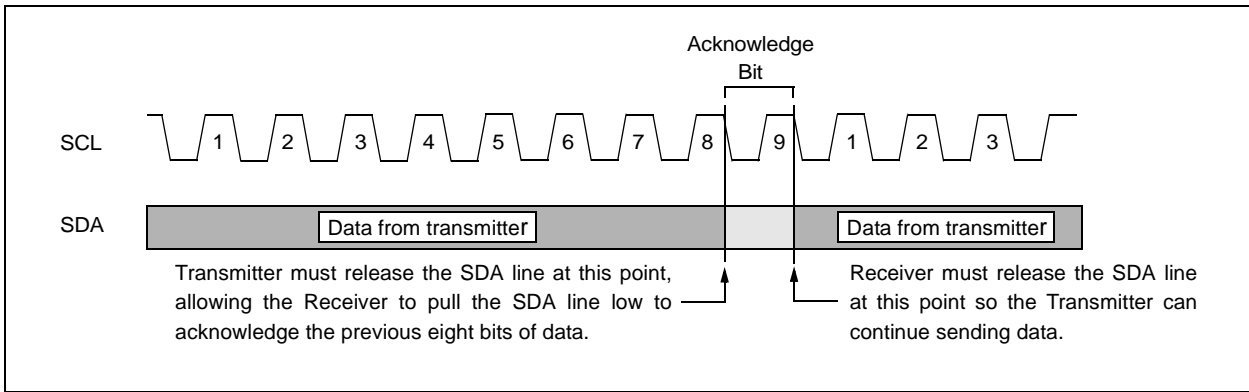 Acknowledge
Bit
SCL
1 2 3 4 5 6 7 8 9 1 2 3
SDA
Data from transmitter
Data from transmitter
Transmitter must release the SDA line at this point,
allowing the Receiver to pull the SDA line low to
acknowledge the previous eight bits of data.
Receiver must release the SDA line
at this point so the Transmitter can
continue sending data.